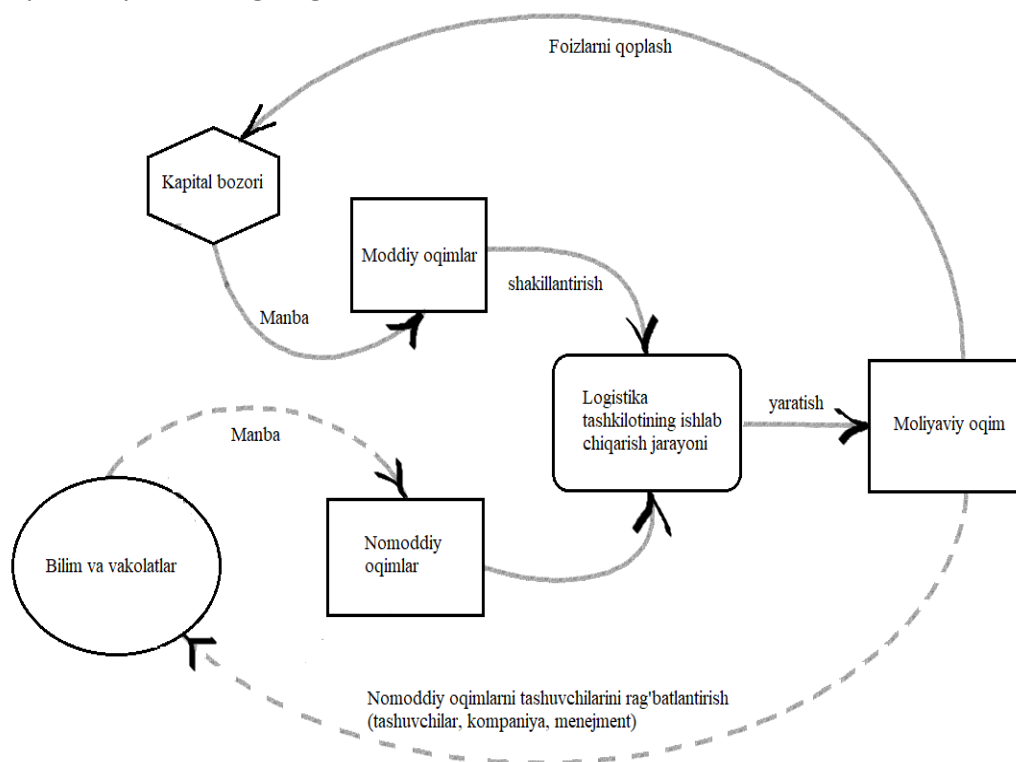 Foizlarni qoplash
Kapital bozori
Moddiy oqimlar
shakillantirish
Manba
Logistika
tashkilotining ishlab
chiqarish jarayoni
yaratish
Moliyaviy oqim
Manba
Nomoddiy
oqimlar
Bilim va vakolatlar
Nomoddiy oqimlarni tashuvchilarini rag'batlantirish
(tashuvchilar, kompaniya, menejment)